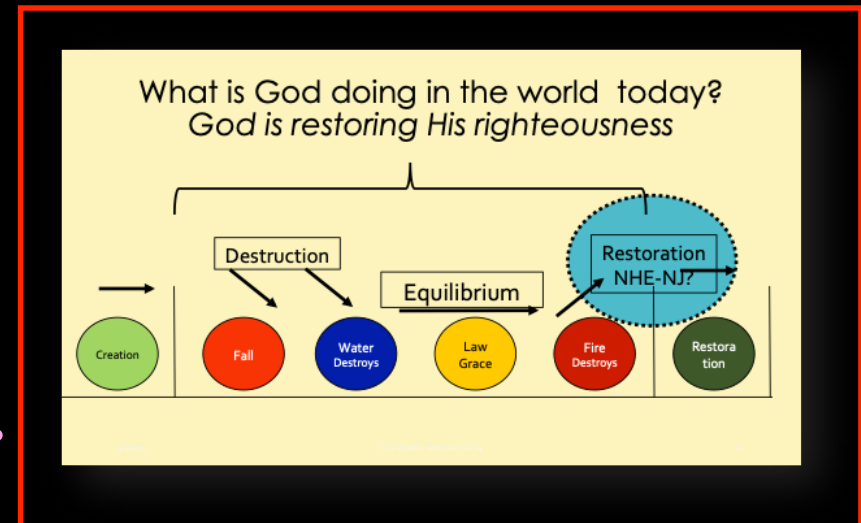 What is God doing in the world today?
God is restoring His righteousness
Destruction
Equilibrium
Restoration
NHE-NJ?
Creation
Fall
Water
Destroys
Law
Grace
Fire
Destroys
Restora
tion